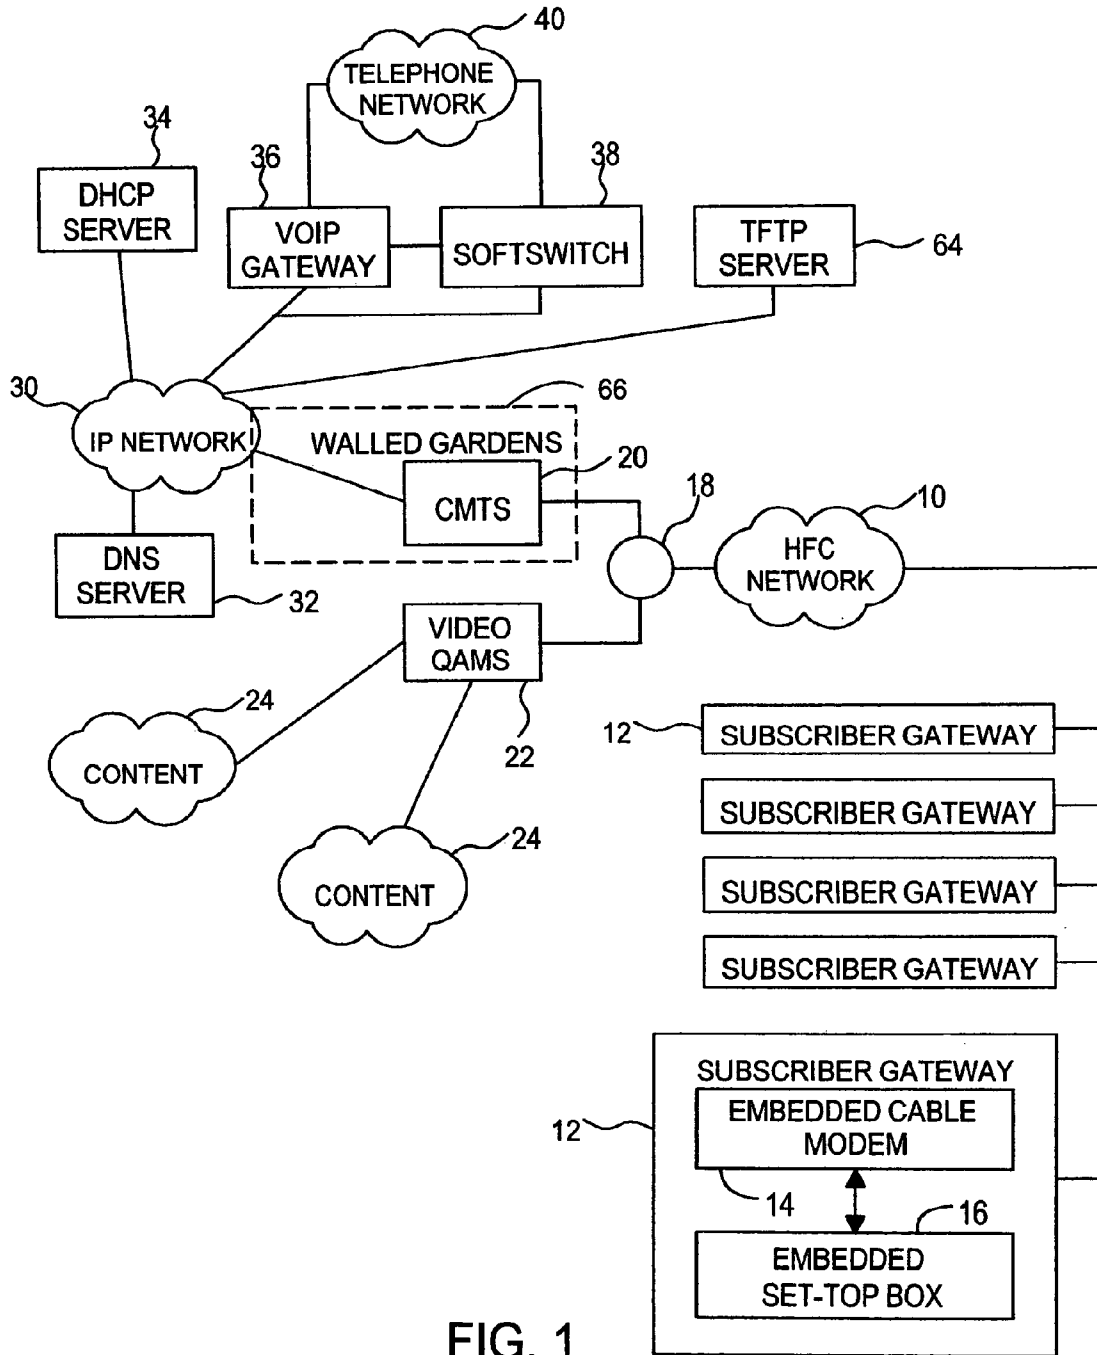 40
TELEPHONE
NETWORK
34
DHCP
SERVER
36
VOIP
GATEWAY
38
SOFTSWITCH
TFTP
SERVER
64
30
IP NETWORK
66
WALLED GARDENS
20
CMTS
18
10
HFC
NETWORK
DNS
SERVER
32
VIDEO
QAMS
22
24
CONTENT
24
CONTENT
12
SUBSCRIBER GATEWAY
SUBSCRIBER GATEWAY
SUBSCRIBER GATEWAY
SUBSCRIBER GATEWAY
12
SUBSCRIBER GATEWAY
EMBEDDED CABLE
MODEM
14
16
EMBEDDED
SET-TOP BOX
FIG. 1